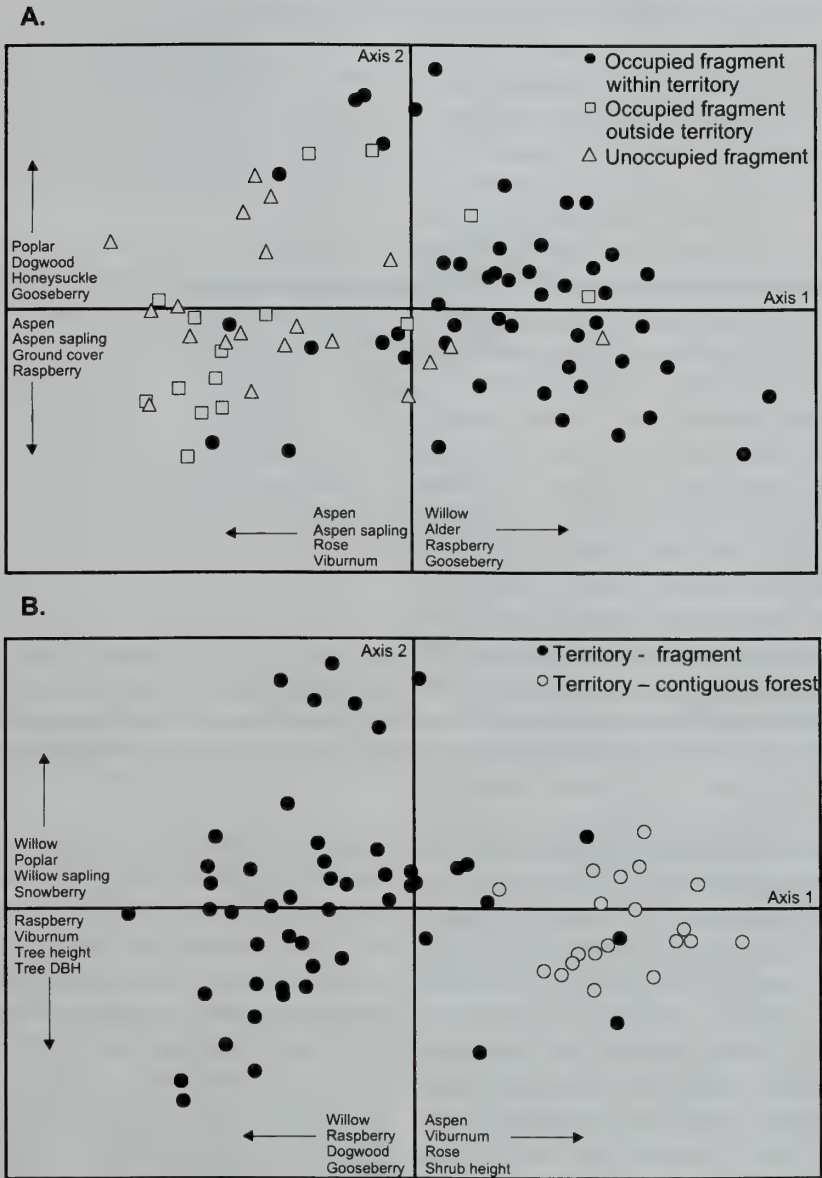 A.
Axis 2
Occupied fragment
within territory
Occupied fragment
outside territory
Unoccupied fragment
Poplar
Dogwood
Honeysuckle
Gooseberry
Axis 1
Aspen
Aspen sapling
Ground cover
Raspberry
Aspen
Aspen sapling
Rose
Viburnum
Willow
Alder
Raspberry
Gooseberry
B.
Axis 2
Territory - fragment
Territory – contiguous forest
Willow
Poplar
Willow sapling
Snowberry
Axis 1
Raspberry
Viburnum
Tree height
Tree DBH
Willow
Raspberry
Dogwood
Gooseberry
Aspen
Viburnum
Rose
Shrub height